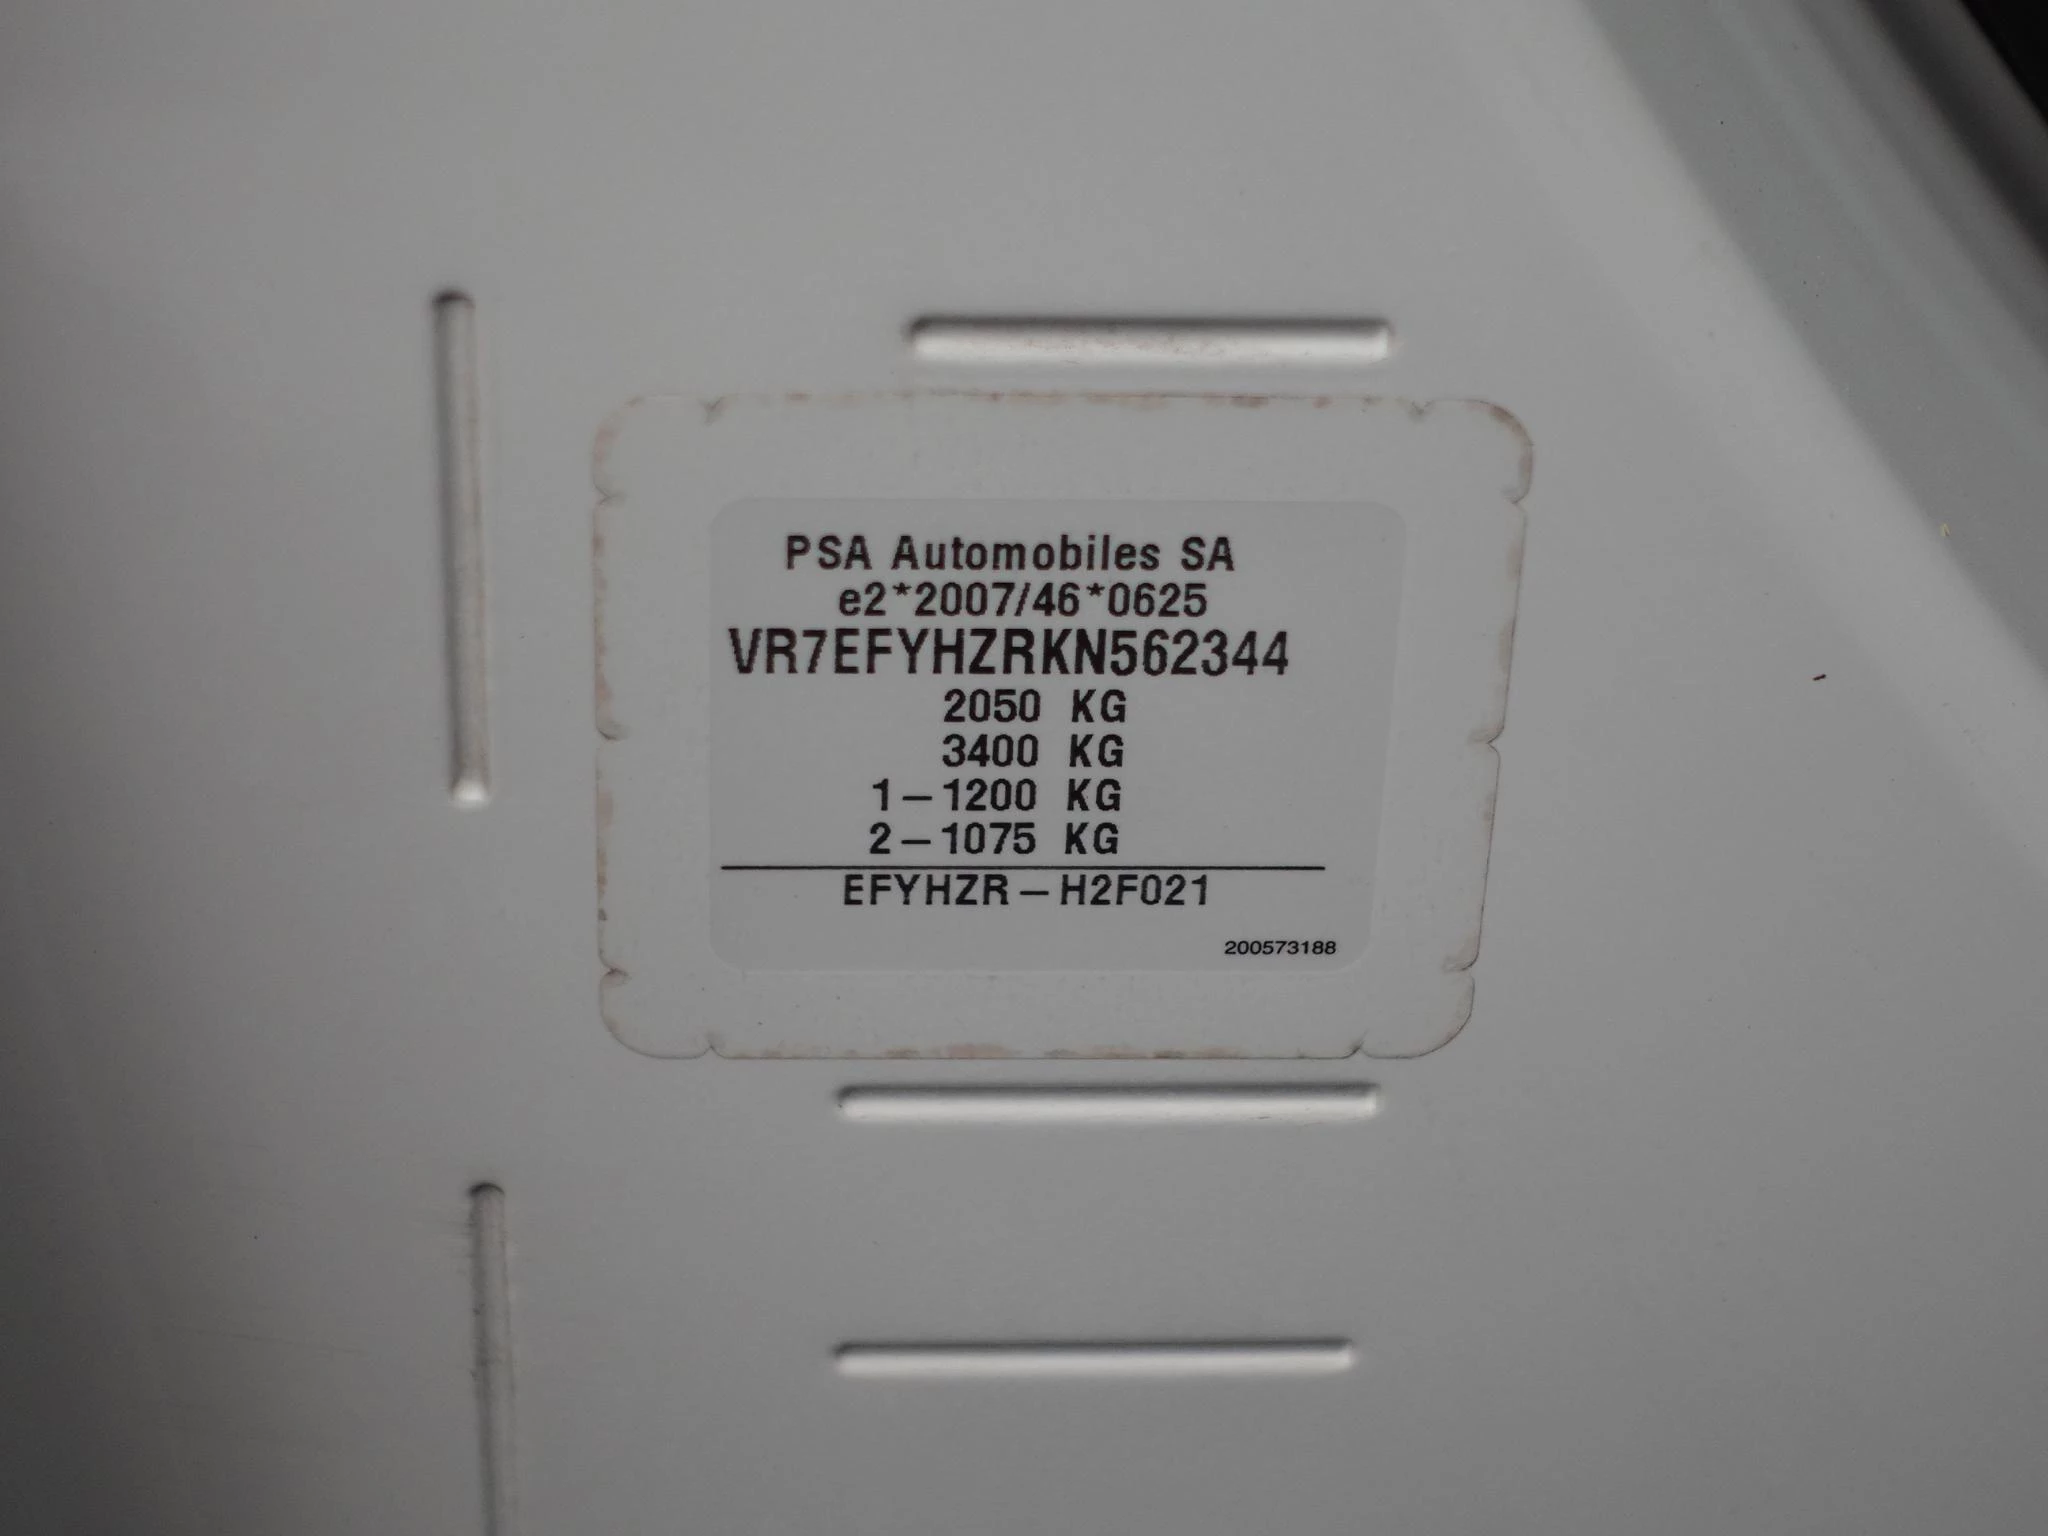 PSA Automobiles SA
e2*2007/46*0625
VR7EFYHZRKN562344
2050 KG
3400 KG
1-1200 KG
2-1075 KG
EFYHZR-H2F021
200573188